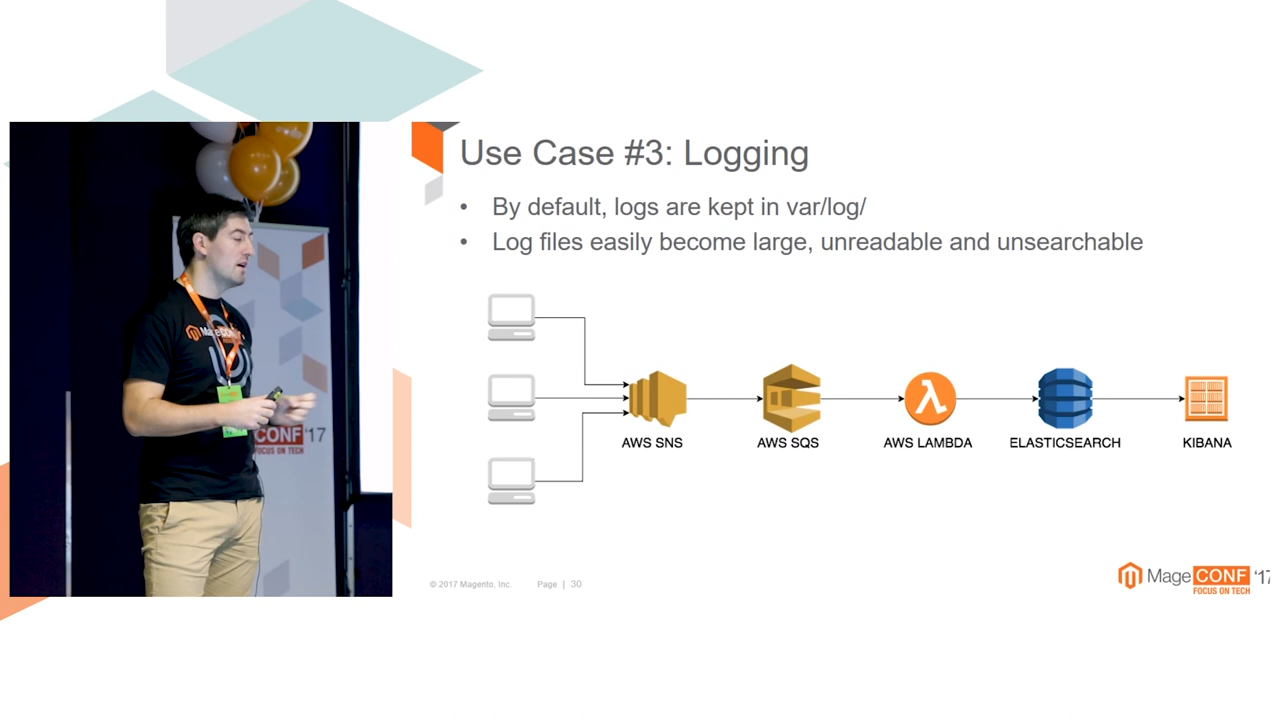 Use Case #3: Logging
• By default, logs are kept in var/log/
• Log files easily become large, unreadable and unsearchable
AWS SNS
AWS SQS
AWS LAMBDA
ELASTICSEARCH
KIBANA
© 2017 Magento, Inc. Page | 30
MageCONF '17
FOCUS ON TECH
CONF '17
FOCUS ON TECH